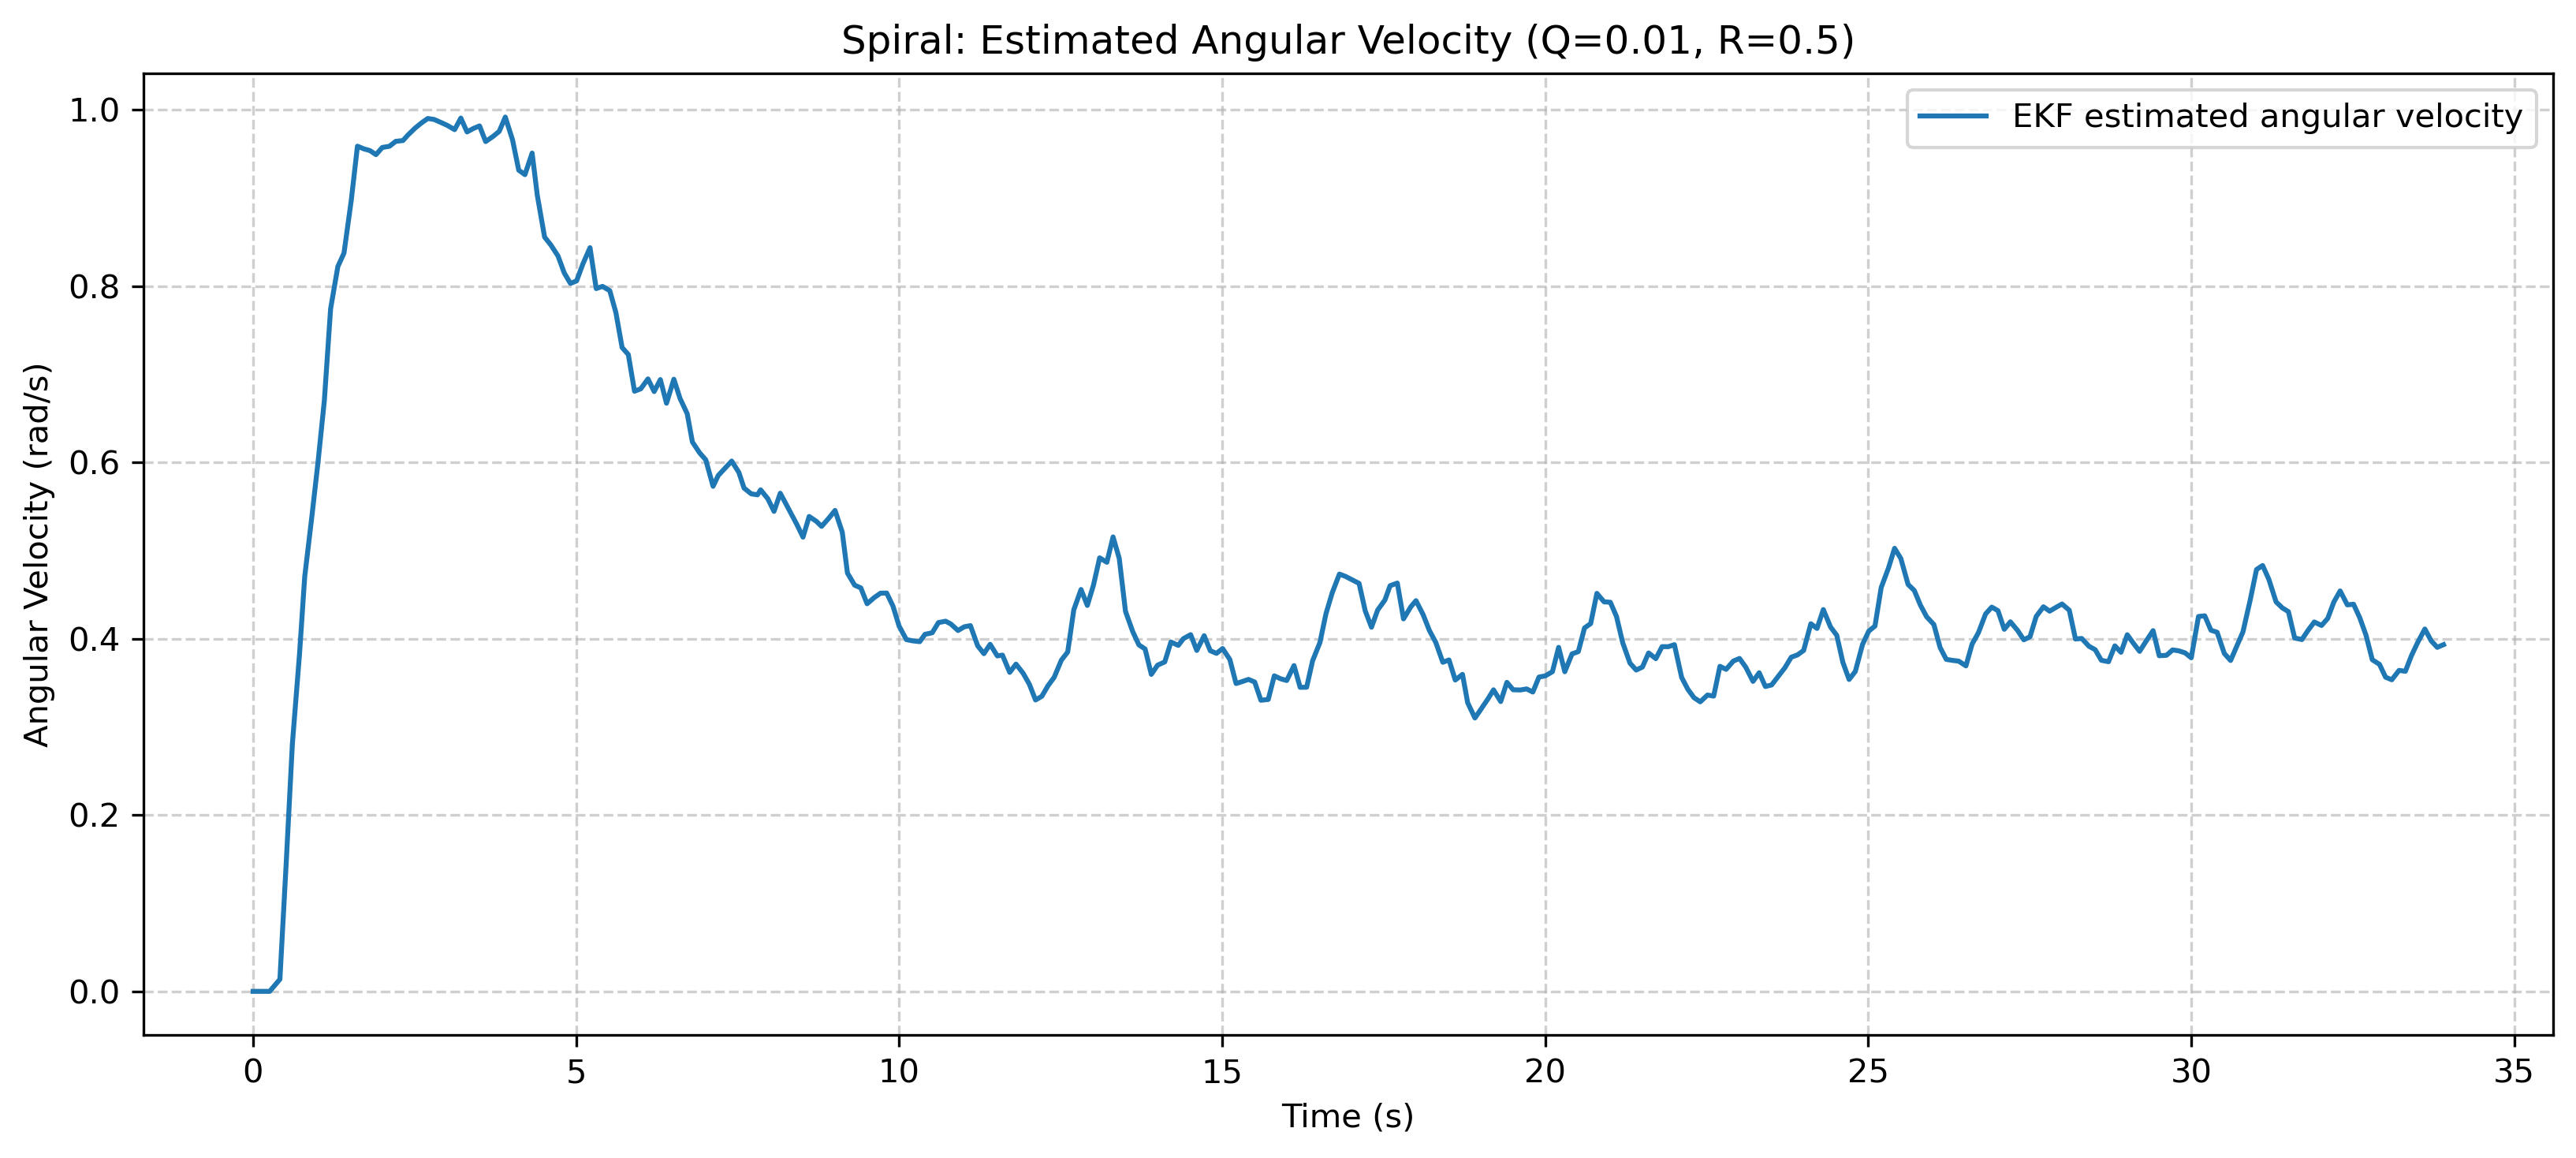 Spiral: Estimated Angular Velocity (Q=0.01, R=0.5)
EKF estimated angular velocity
Angular Velocity (rad/s)
1.0
0.8
0.6
0.4
0.2
0.0
0 5 10 15 20 25 30 35
Time (s)